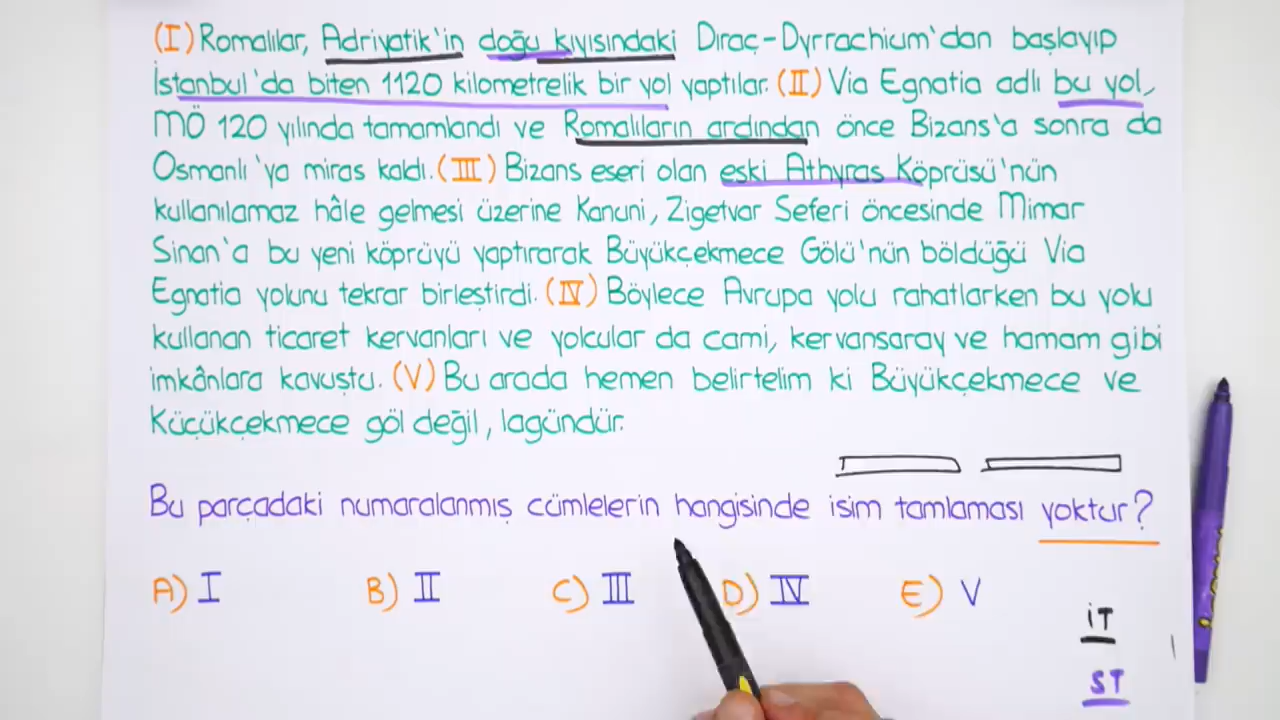 (I) Romalılar, Adriyatik'in doğu kıyısındaki Dıraç-Dyrrachium'dan başlayıp
İstanbul'da biten 1120 kilometrelik bir yol yaptılar. (II) Via Egnatia adlı bu yol,
MÖ 120 yılında tamamlandı ve Romalıların ardından önce Bizans'a sonra da
Osmanlı'ya miras kaldı. (III) Bizans eseri olan eski Athyras Köprüsü'nün
kullanılamaz hâle gelmesi üzerine Kanuni, Zigetvar Seferi öncesinde Mimar
Sinan'a bu yeni köprüyü yaptırarak Büyükçekmece Gölü'nün böldüğü Via
Egnatia yolunu tekrar birleştirdi. (IV) Böylece Avrupa yolu rahatlarken bu yolu
kullanan ticaret kervanları ve yolcular da cami, kervansaray ve hamam gibi
imkânlara kavuştu. (V) Bu arada hemen belirtelim ki Büyükçekmece ve
Küçükçekmece göl değil, lagündür.
Bu parçadaki numaralanmış cümlelerin hangisinde isim tamlaması yoktur?
A) I B) II C) III D) IV E) V
İT
ST